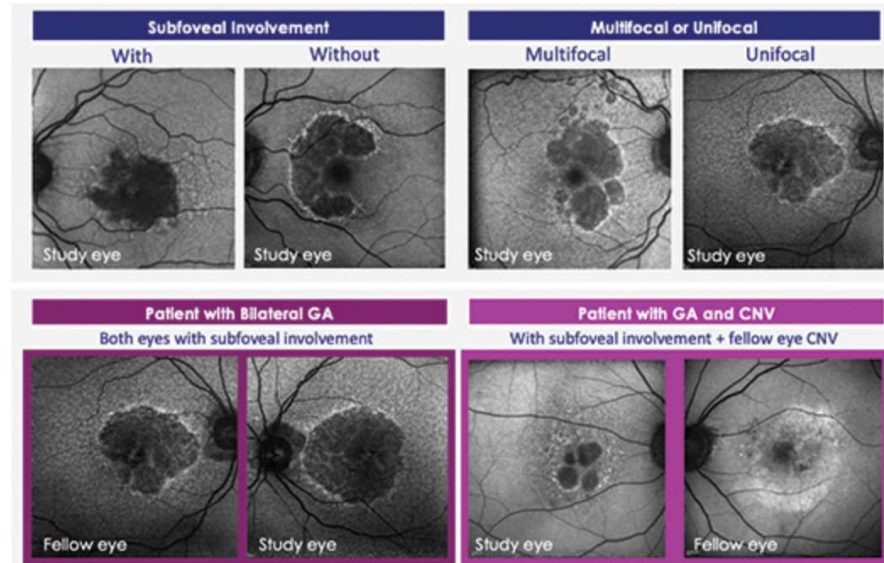 Subfoveal Involvement
With
Without
Study eye
Study eye
Multifocal or Unifocal
Multifocal
Unifocal
Study eye
Study eye
Patient with Bilateral GA
Both eyes with subfoveal involvement
Fellow eye
Study eye
Patient with GA and CNV
With subfoveal involvement + fellow eye CNV
Study eye
Fellow eye